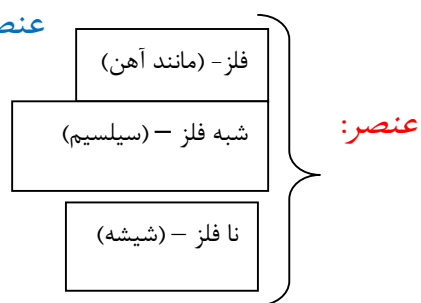 فلز- (مانند آهن)
شبه فلز – (سیلسیم)
عنصر:
نا فلز – (شیشه)